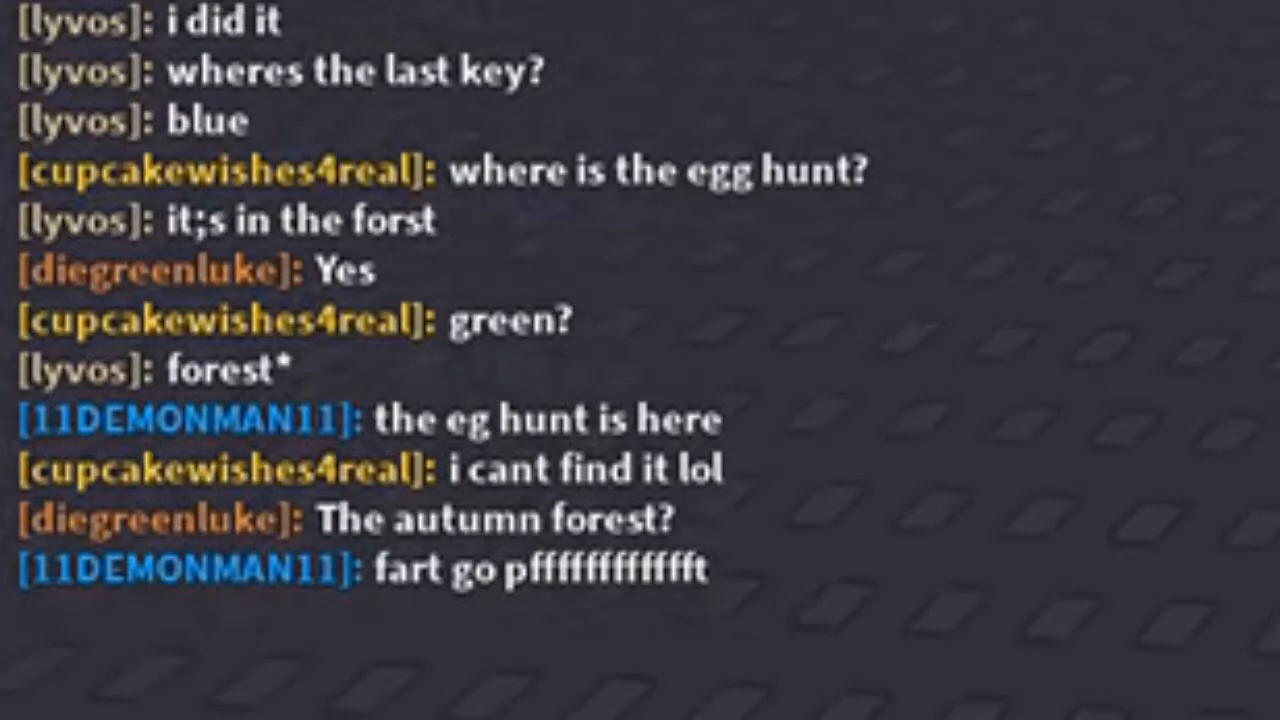 [lyvos]: i did it
[lyvos]: wheres the last key?
[lyvos]: blue
[cupcakewishes4real]: where is the egg hunt?
[lyvos]: it;s in the forst
[diegreenluke]: Yes
[cupcakewishes4real]: green?
[lyvos]: forest*
[11DEMONMAN11]: the eg hunt is here
[cupcakewishes4real]: i cant find it lol
[diegreenluke]: The autumn forest?
[11DEMONMAN11]: fart go pffffffffffffft